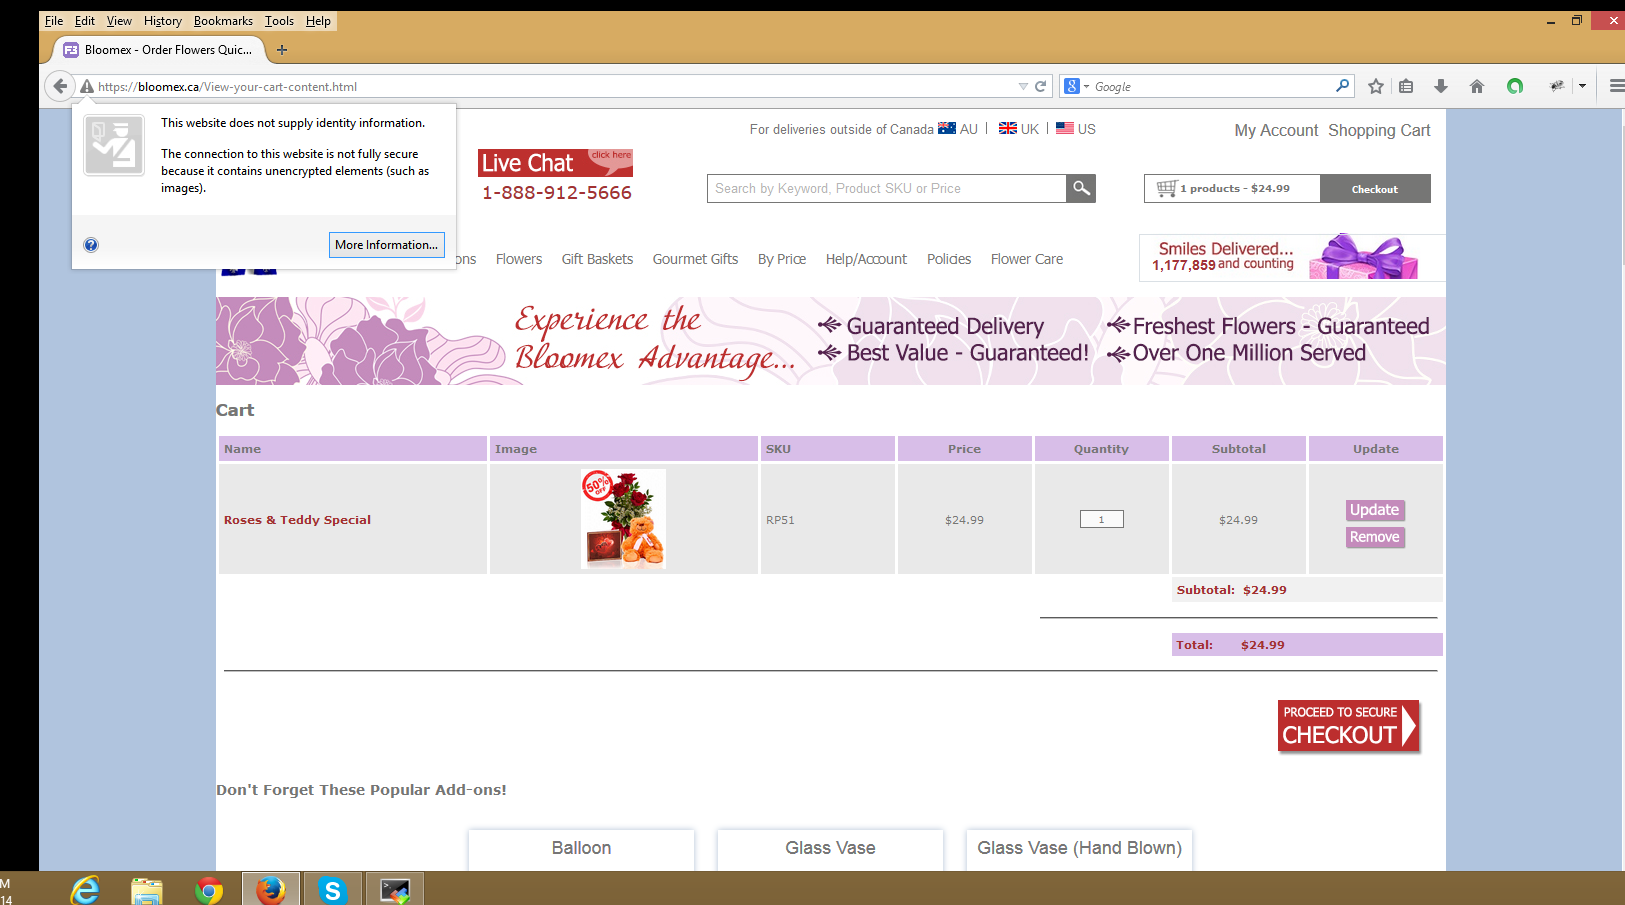 File Edit View History Bookmarks Tools Help
Bloomex - Order Flowers Quic...
https://bloomex.ca/View-your-cart-content.html
Google
This website does not supply identity information.
The connection to this website is not fully secure
because it contains unencrypted elements (such as
images).
More Information...
For deliveries outside of Canada AU | UK | US
My Account Shopping Cart
Live Chat click here
1-888-912-5666
Search by Keyword, Product SKU or Price
1 products - $24.99
Checkout
ons Flowers Gift Baskets Gourmet Gifts By Price Help/Account Policies Flower Care
Smiles Delivered...
1,177,859 and counting
Experience the
Bloomex Advantage...
Guaranteed Delivery
Best Value - Guaranteed!
Freshest Flowers - Guaranteed
Over One Million Served
Cart
Name Image SKU Price Quantity Subtotal Update
50%
OFF
Roses & Teddy Special RP51 $24.99 1 $24.99
Update
Remove
Subtotal: $24.99
Total: $24.99
PROCEED TO SECURE
CHECKOUT
Don't Forget These Popular Add-ons!
Balloon Glass Vase Glass Vase (Hand Blown)
M
14